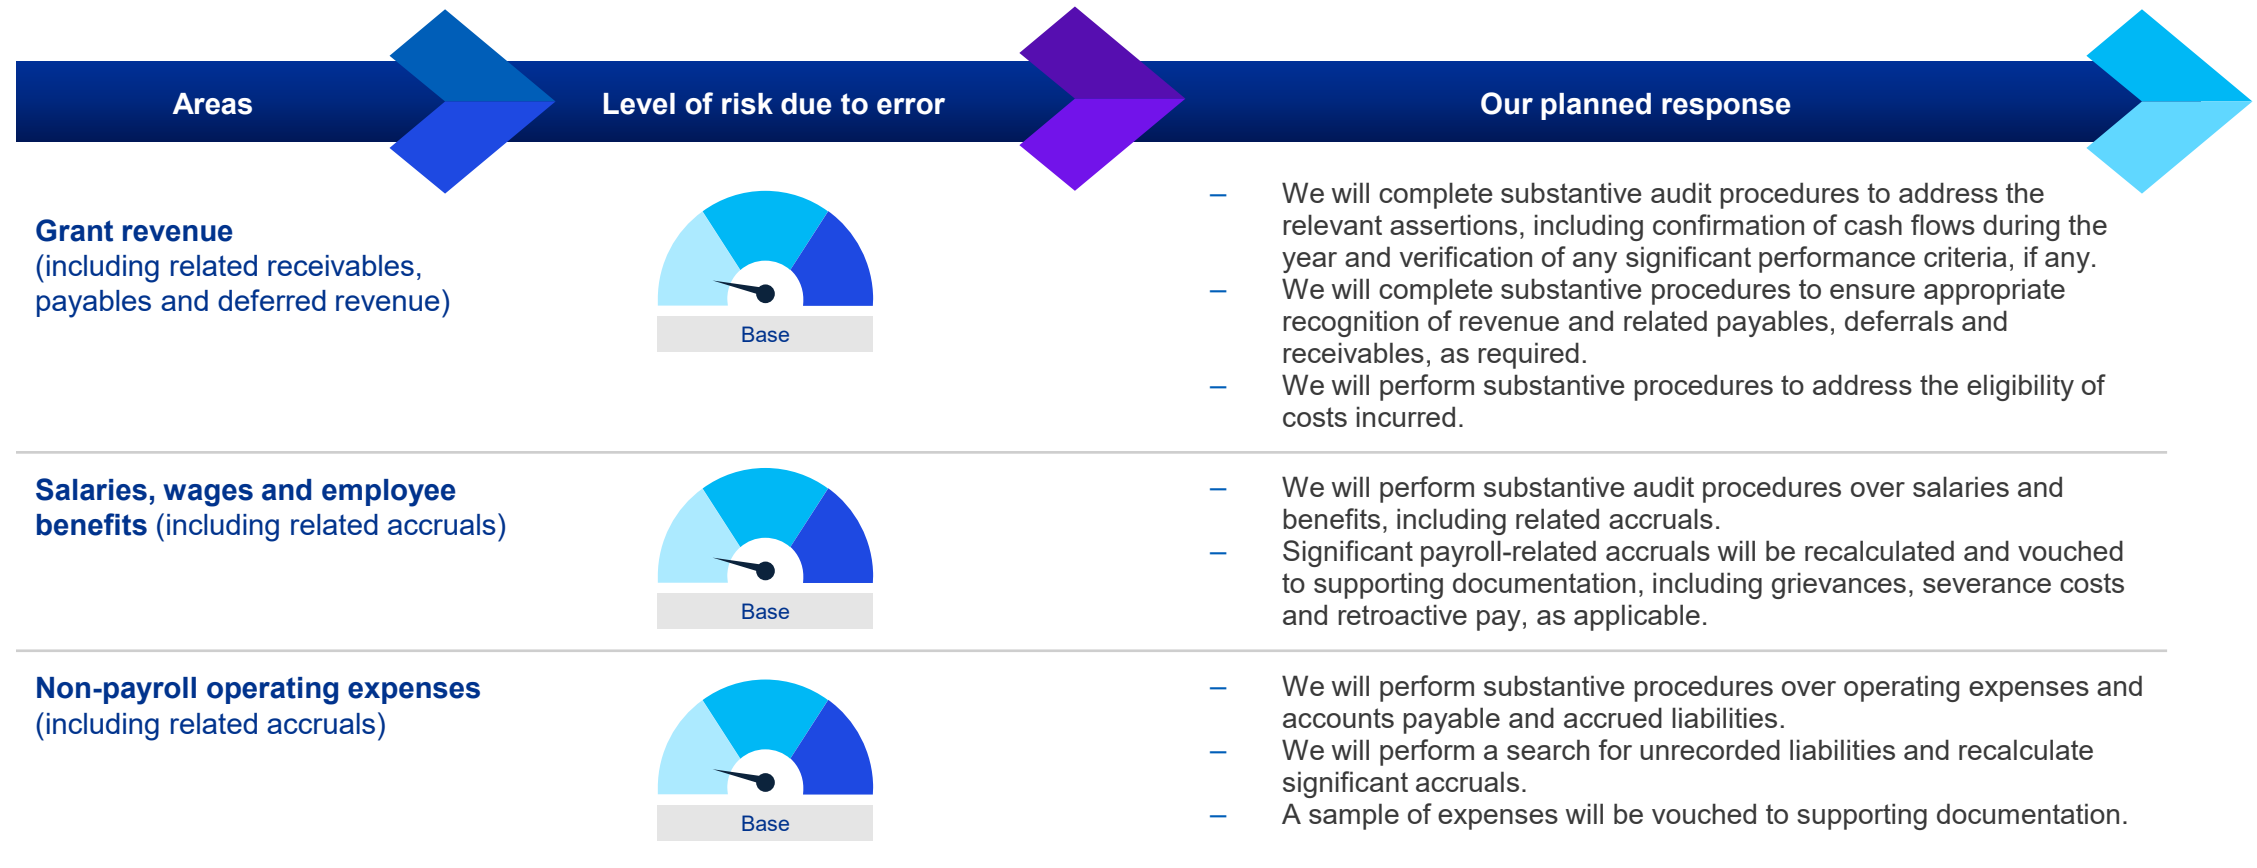 Areas
Level of risk due to error
Our planned response
Grant revenue
(including related receivables,
payables and deferred revenue)
Base
– We will complete substantive audit procedures to address the
relevant assertions, including confirmation of cash flows during the
year and verification of any significant performance criteria, if any.
– We will complete substantive procedures to ensure appropriate
recognition of revenue and related payables, deferrals and
receivables, as required.
– We will perform substantive procedures to address the eligibility of
costs incurred.
Salaries, wages and employee
benefits (including related accruals)
Base
– We will perform substantive audit procedures over salaries and
benefits, including related accruals.
– Significant payroll-related accruals will be recalculated and vouched
to supporting documentation, including grievances, severance costs
and retroactive pay, as applicable.
Non-payroll operating expenses
(including related accruals)
Base
– We will perform substantive procedures over operating expenses and
accounts payable and accrued liabilities.
– We will perform a search for unrecorded liabilities and recalculate
significant accruals.
– A sample of expenses will be vouched to supporting documentation.